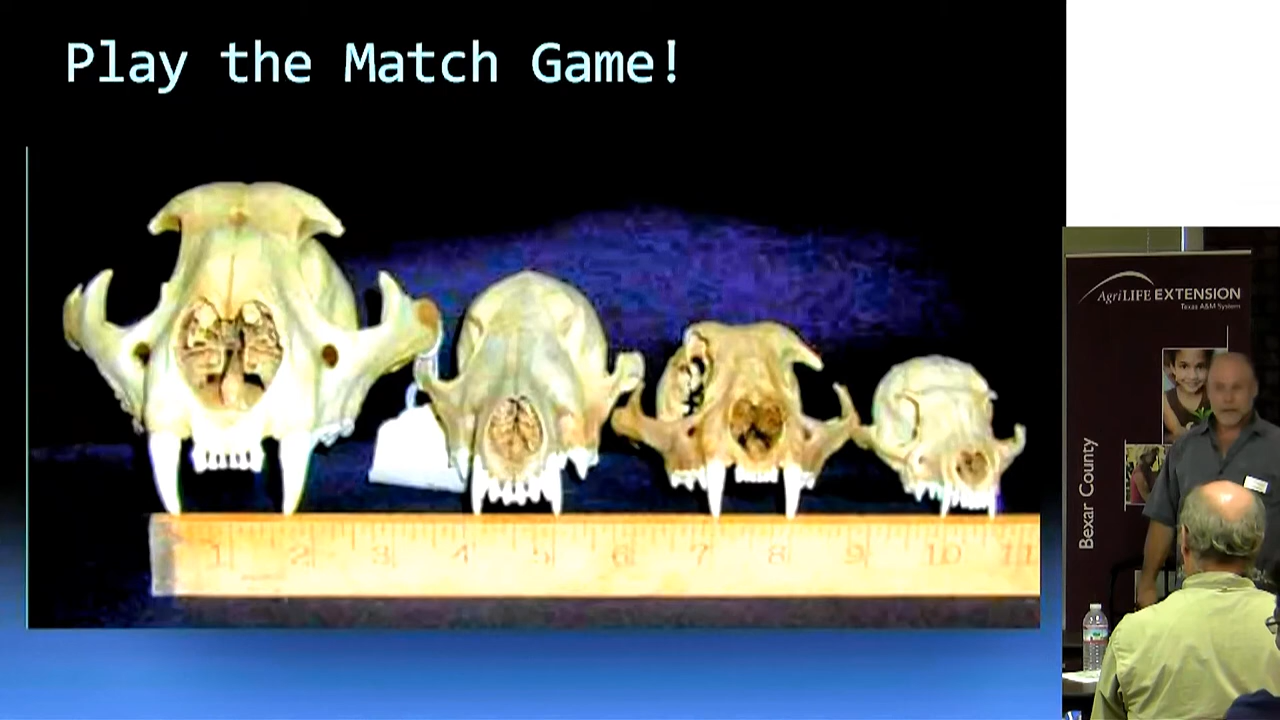 Play the Match Game!
1 2 3 4 5 6 7 8 9 10 11
AgriLIFE EXTENSION
Texas A&M System
Bexar County